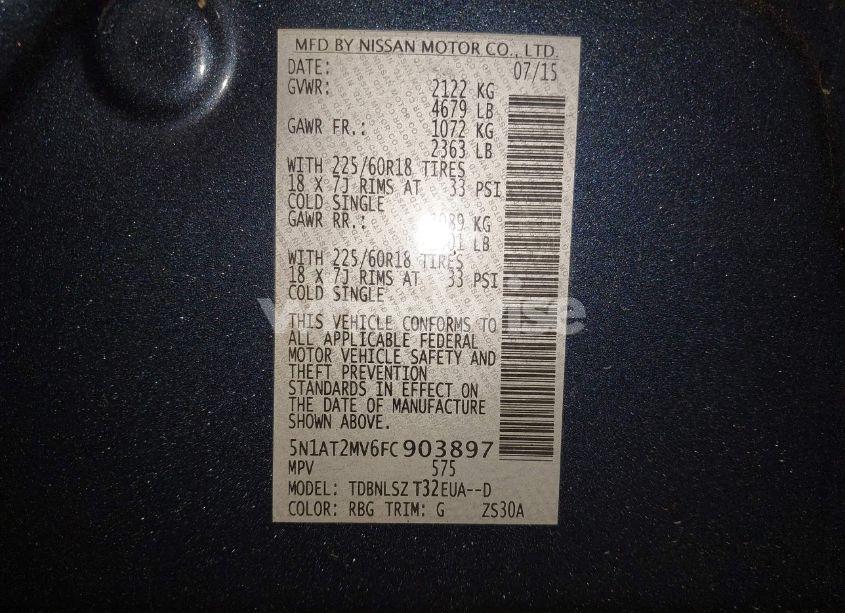 MFD BY NISSAN MOTOR CO., LTD.
DATE: 07/15
GVWR: 2122 KG
4679 LB
GAWR FR.: 1072 KG
2363 LB
WITH 225/60R18 TIRES
18 X 7J RIMS AT 33 PSI
COLD SINGLE
GAWR RR.: KG
LB
WITH 225/60R18 TIRES
18 X 7J RIMS AT 33 PSI
COLD SINGLE
THIS VEHICLE CONFORMS TO
ALL APPLICABLE FEDERAL
MOTOR VEHICLE SAFETY AND
THEFT PREVENTION
STANDARDS IN EFFECT ON
THE DATE OF MANUFACTURE
SHOWN ABOVE.
5N1AT2MV6FC903897
MPV 575
MODEL: TDBNLSZ T32EUA--D
COLOR: RBG TRIM: G ZS30A